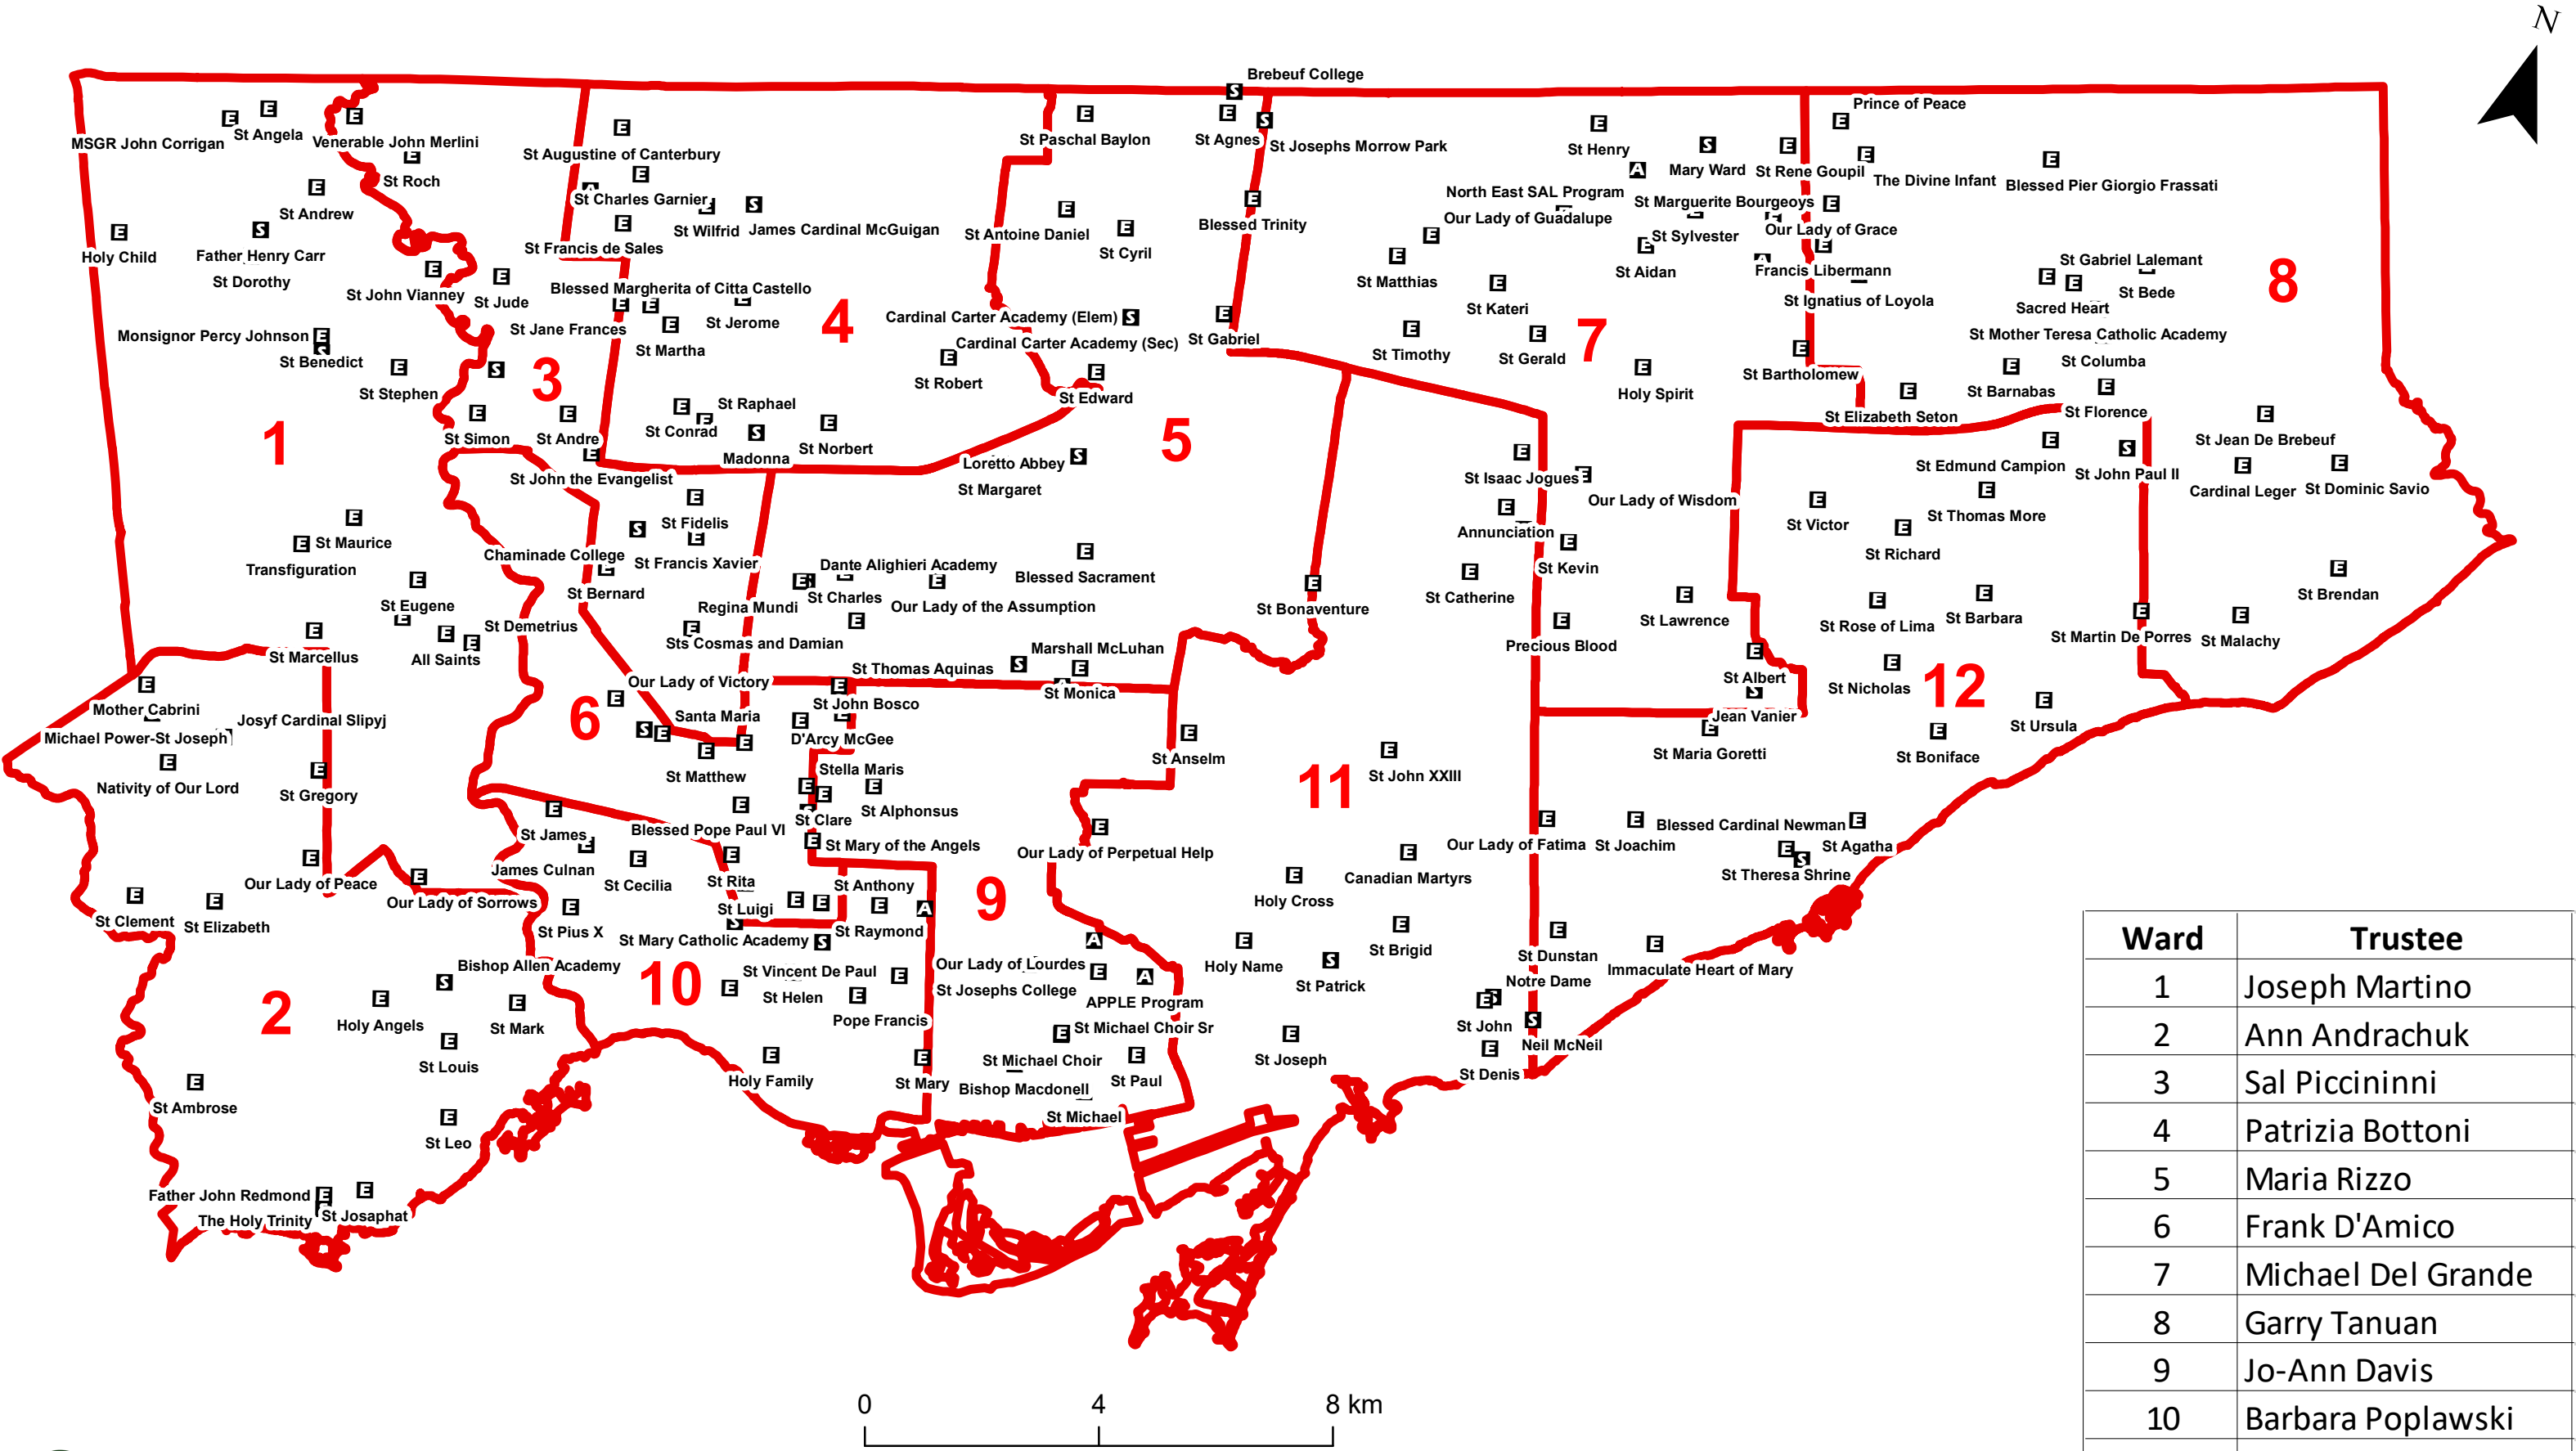 N
Brebeuf College
Prince of Peace
MSGR John Corrigan
St Angela
Venerable John Merlini
St Roch
St Augustine of Canterbury
St Paschal Baylon
St Agnes
St Josephs Morrow Park
St Henry
Mary Ward
St Rene Goupil
The Divine Infant
Blessed Pier Giorgio Frassati
St Andrew
St Charles Garnier
North East SAL Program
St Marguerite Bourgeoys
Our Lady of Guadalupe
Holy Child
Father Henry Carr
St Dorothy
St Francis de Sales
St Wilfrid
James Cardinal McGuigan
St Antoine Daniel
St Cyril
Blessed Trinity
St Sylvester
Our Lady of Grace
St Matthias
St Aidan
Francis Libermann
St Gabriel Lalemant
8
St John Vianney
St Jude
Blessed Margherita of Citta Castello
St Kateri
St Ignatius of Loyola
St Bede
Sacred Heart
Monsignor Percy Johnson
St Benedict
St Jane Frances
St Jerome
4
St Martha
Cardinal Carter Academy (Elem)
Cardinal Carter Academy (Sec)
St Gabriel
St Timothy
St Gerald
7
St Mother Teresa Catholic Academy
St Columba
St Stephen
3
St Robert
St Edward
Holy Spirit
St Bartholomew
St Barnabas
St Elizabeth Seton
St Florence
1
St Simon
St Andre
St Raphael
St Conrad
Madonna
St Norbert
5
St Jean De Brebeuf
St John the Evangelist
Loretto Abbey
St Margaret
St Isaac Jogues
Our Lady of Wisdom
St Edmund Campion
St John Paul II
Cardinal Leger
St Dominic Savio
St Maurice
Transfiguration
St Fidelis
Chaminade College
St Francis Xavier
Annunciation
St Victor
St Thomas More
St Richard
St Eugene
St Bernard
Dante Alighieri Academy
Blessed Sacrament
St Kevin
St Demetrius
Regina Mundi
St Charles
Our Lady of the Assumption
St Bonaventure
St Catherine
St Brendan
St Marcellus
All Saints
Sts Cosmas and Damian
Marshall McLuhan
Precious Blood
St Lawrence
St Rose of Lima
St Barbara
St Martin De Porres
St Malachy
Mother Cabrini
Josyf Cardinal Slipyj
Our Lady of Victory
St Thomas Aquinas
St Monica
St Albert
St Nicholas
12
Michael Power-St Joseph
6
Santa Maria
St John Bosco
D'Arcy McGee
Jean Vanier
St Ursula
Nativity of Our Lord
St Gregory
St Matthew
Stella Maris
St Anselm
11
St John XXIII
St Maria Goretti
St Boniface
St James
Blessed Pope Paul VI
St Clare
St Alphonsus
Blessed Cardinal Newman
James Culnan
St Mary of the Angels
Our Lady of Perpetual Help
Our Lady of Fatima
St Joachim
St Agatha
Our Lady of Peace
Our Lady of Sorrows
St Cecilia
St Rita
St Anthony
9
Canadian Martyrs
St Theresa Shrine
St Clement
St Elizabeth
St Pius X
St Luigi
St Raymond
Holy Cross
St Mary Catholic Academy
Bishop Allen Academy
10
St Vincent De Paul
Our Lady of Lourdes
Holy Name
St Brigid
St Dunstan
Immaculate Heart of Mary
2
Holy Angels
St Mark
St Helen
St Josephs College
APPLE Program
St Patrick
Notre Dame
Pope Francis
St Michael Choir Sr
St John
St Louis
St Michael Choir
St Joseph
Neil McNeil
St Ambrose
Holy Family
St Mary
Bishop Macdonell
St Paul
St Denis
St Leo
St Michael
Father John Redmond
The Holy Trinity
St Josaphat
0 4 8 km
Ward Trustee
1 Joseph Martino
2 Ann Andrachuk
3 Sal Piccininni
4 Patrizia Bottoni
5 Maria Rizzo
6 Frank D'Amico
7 Michael Del Grande
8 Garry Tanuan
9 Jo-Ann Davis
10 Barbara Poplawski